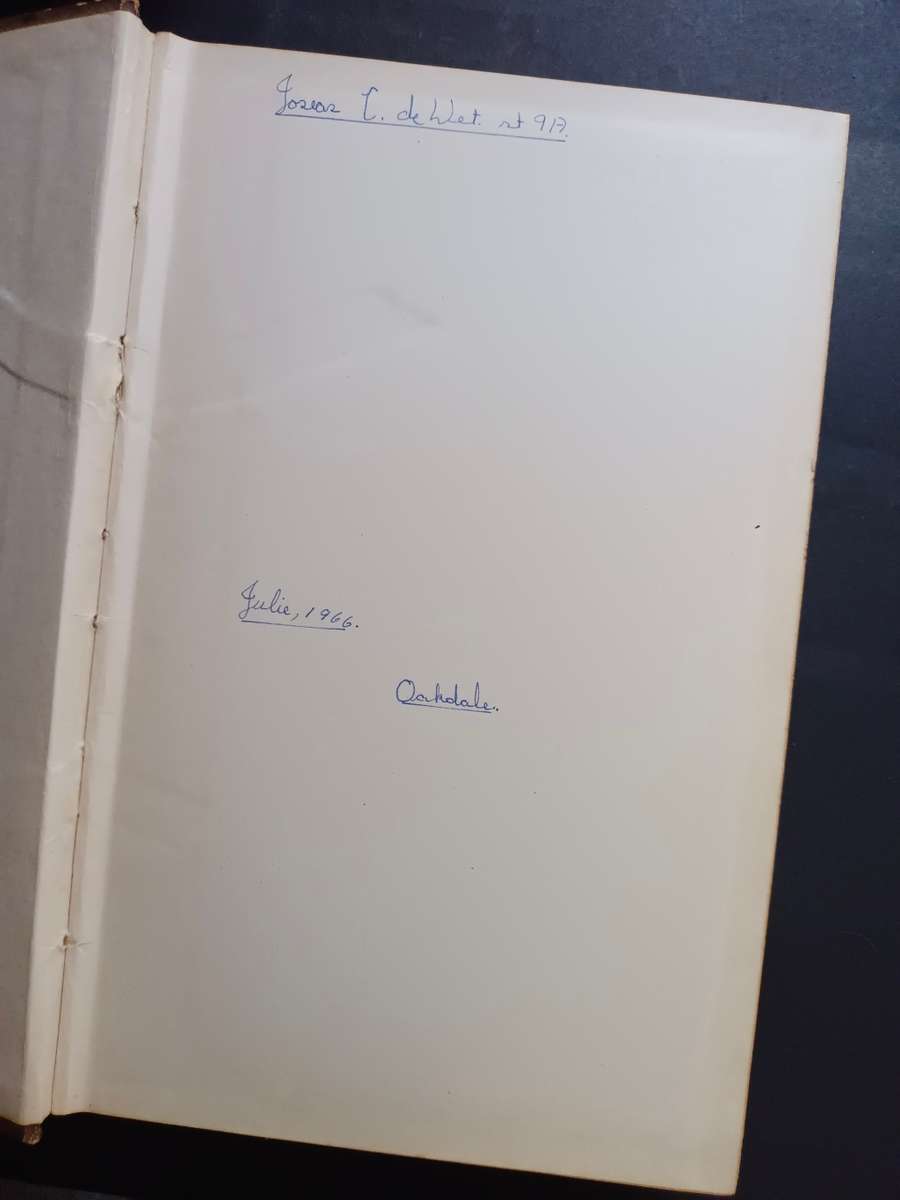 Josias C. de Wet. st 9A.
Julie, 1966.
Oakdale.